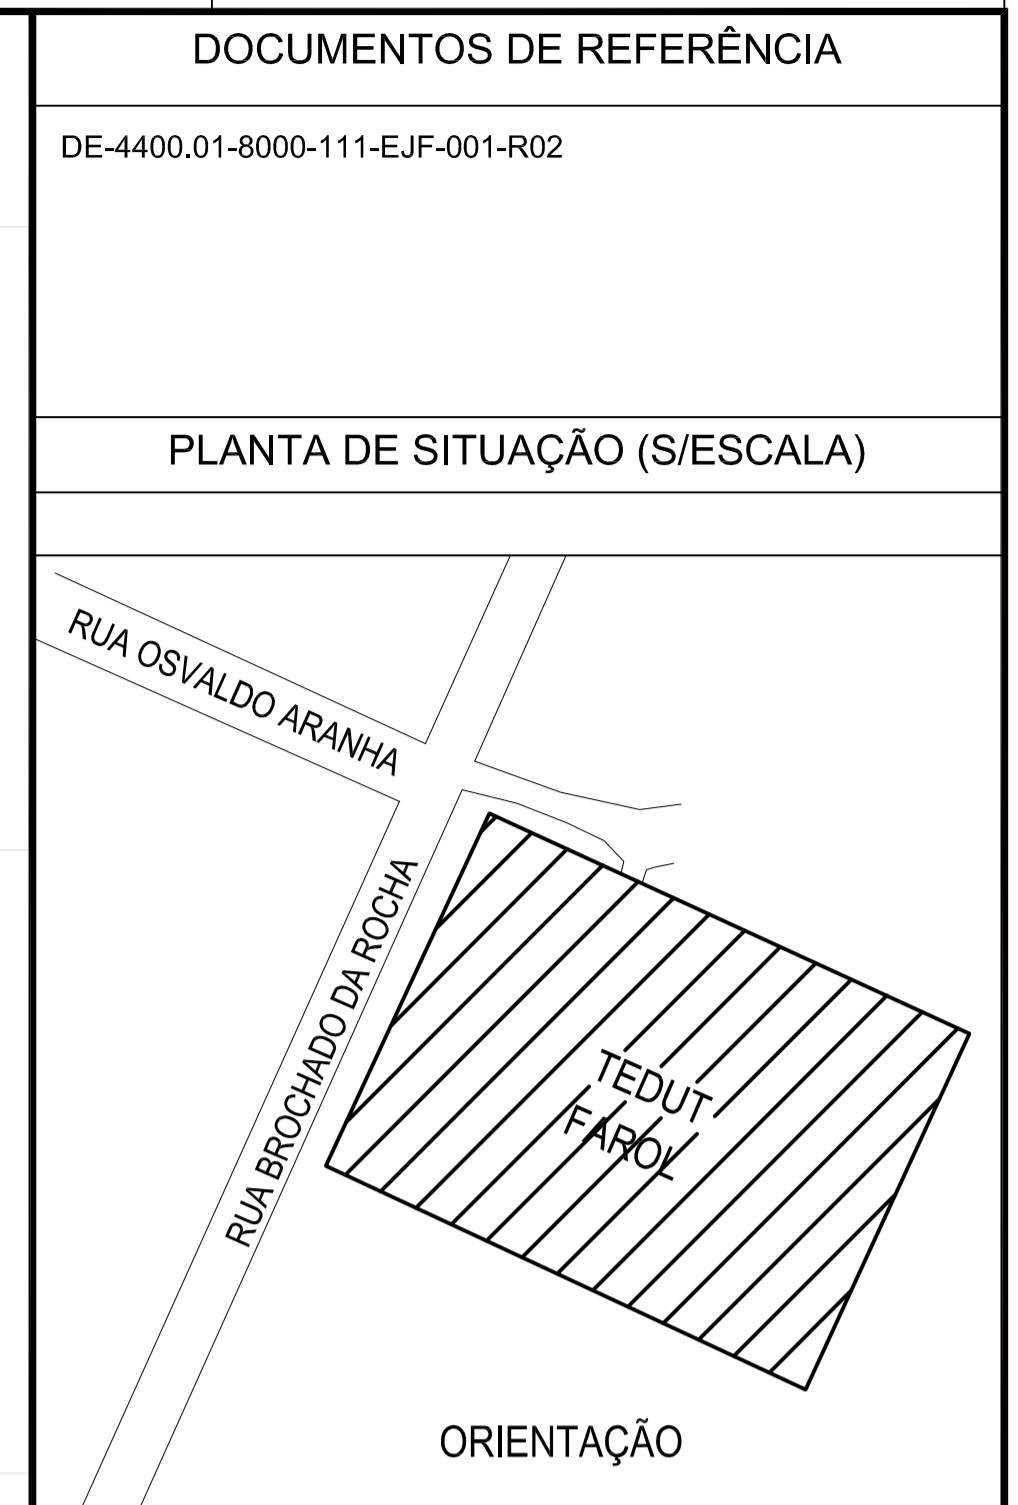 DOCUMENTOS DE REFERÊNCIA
DE-4400.01-8000-111-EJF-001-R02
PLANTA DE SITUAÇÃO (S/ESCALA)
RUA OSVALDO ARANHA
RUA BROCHADO DA ROCHA
TEDUT
FAROL
ORIENTAÇÃO